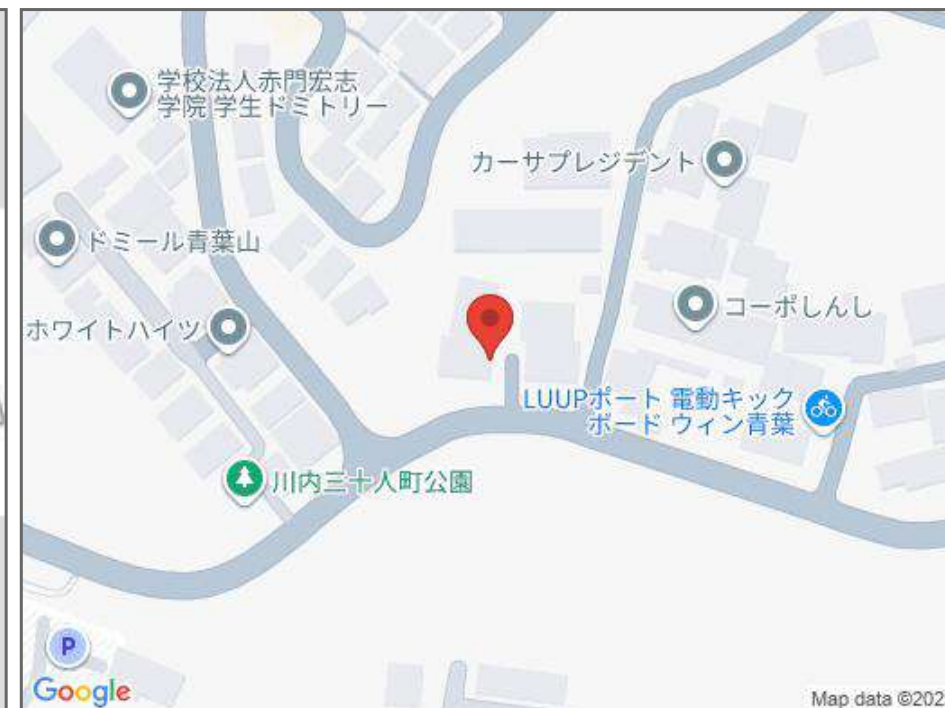 学校法人赤門宏志
学院 学生ドミトリー
カーサプレジデント
ドミール青葉山
コーポしんし
ホワイトハイツ
LUUPポート 電動キック
ボード ウィン青葉
川内三十人町公園
P
Google
Map data ©202